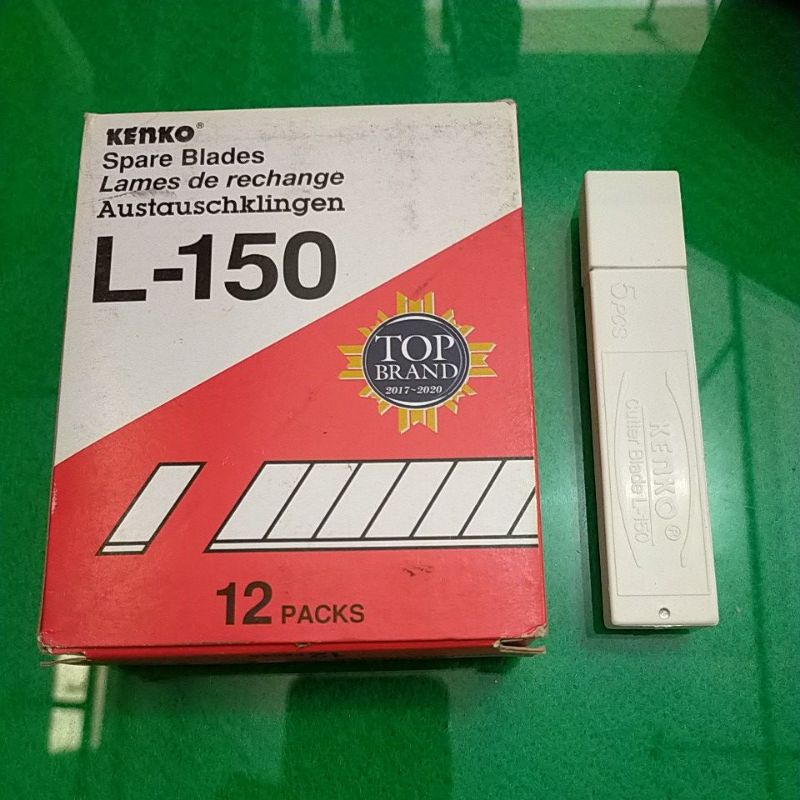 KENKO®
Spare Blades
Lames de rechange
Austauschklingen
L-150
TOP
BRAND
2017~2020
12 PACKS
5 PCS
KENKO®
Cutter Blade L-150